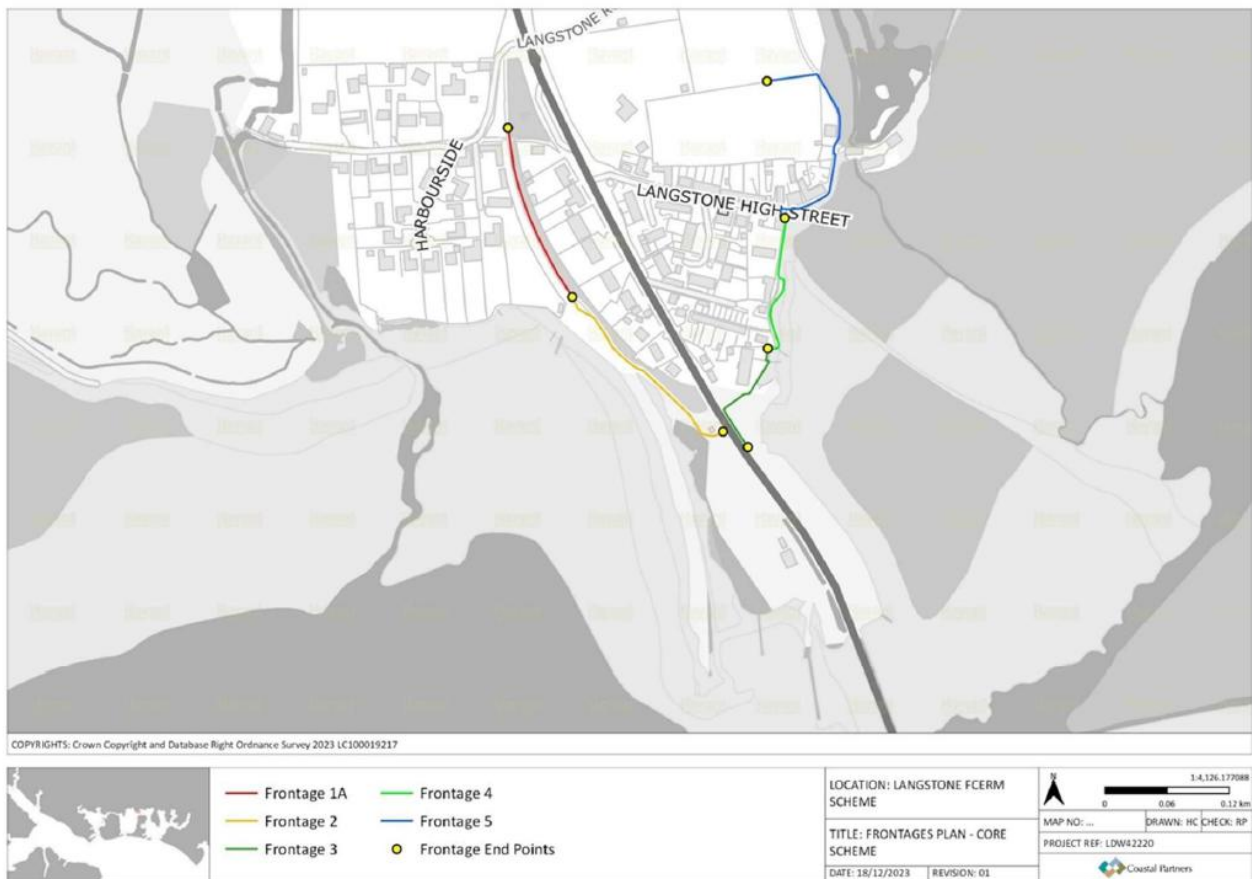 LANGSTONE R
HARBOURSIDE
LANGSTONE HIGH STREET
COPYRIGHTS: Crown Copyright and Database Right Ordnance Survey 2023 LC100019217
Frontage 1A
Frontage 2
Frontage 3
Frontage 4
Frontage 5
Frontage End Points
LOCATION: LANGSTONE FCERM
SCHEME
TITLE: FRONTAGES PLAN - CORE
SCHEME
DATE: 18/12/2023
REVISION: 01
N
1:4,126.177088
0 0.06 0.12 km
MAP NO: ...
DRAWN: HC
CHECK: RP
PROJECT REF: LDW42220
Coastal Partners